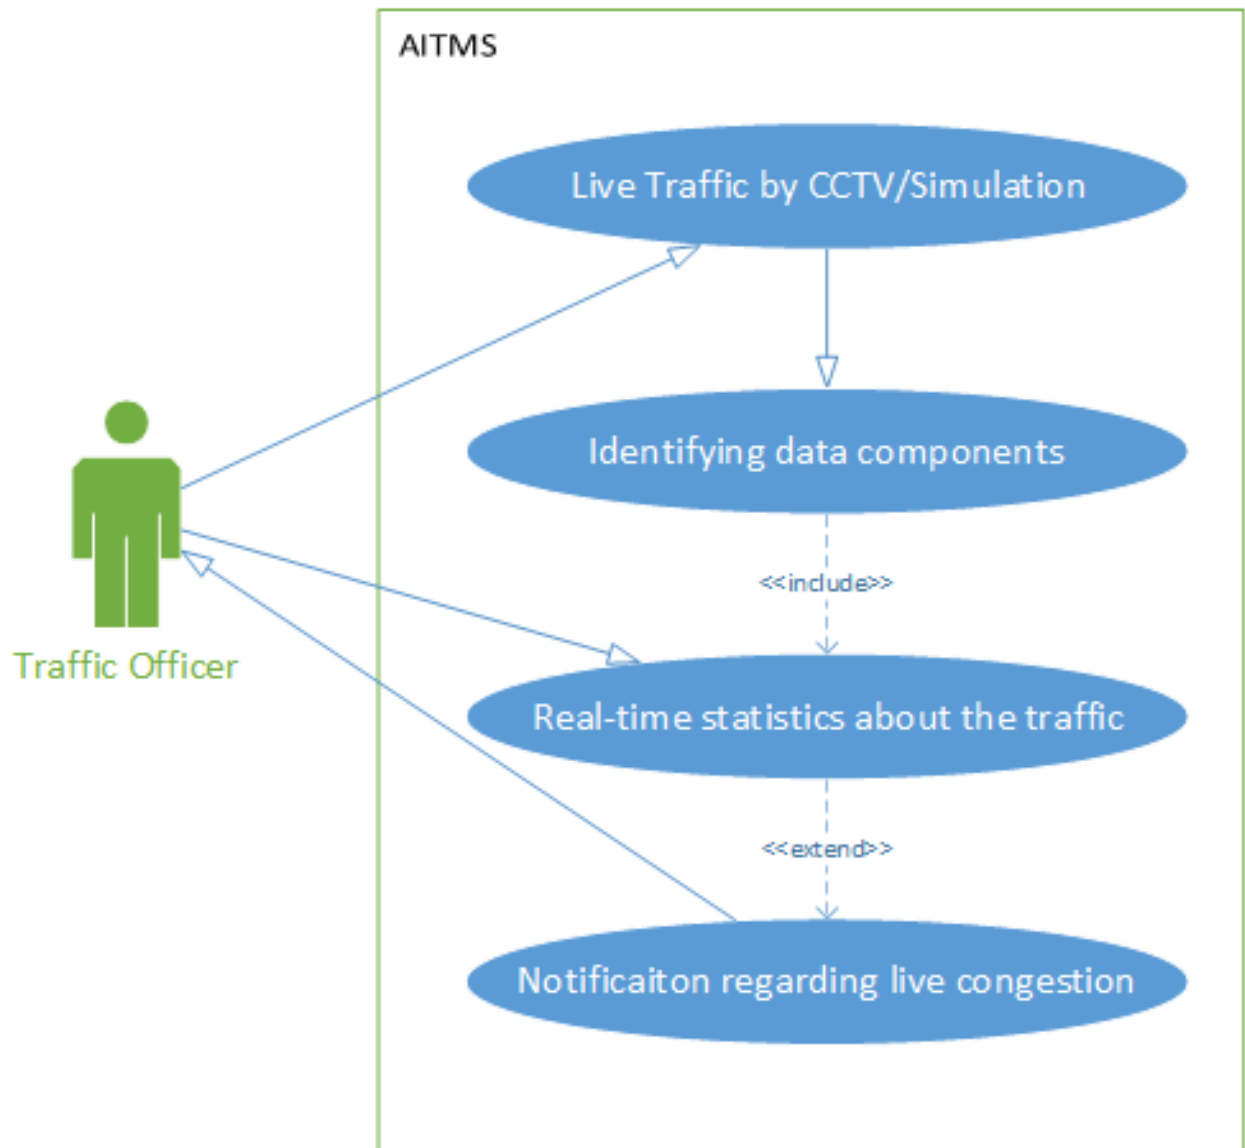 AITMS
Live Traffic by CCTV/Simulation
Identifying data components
<<include>>
Traffic Officer
Real-time statistics about the traffic
<<extend>>
Notificaiton regarding live congestion